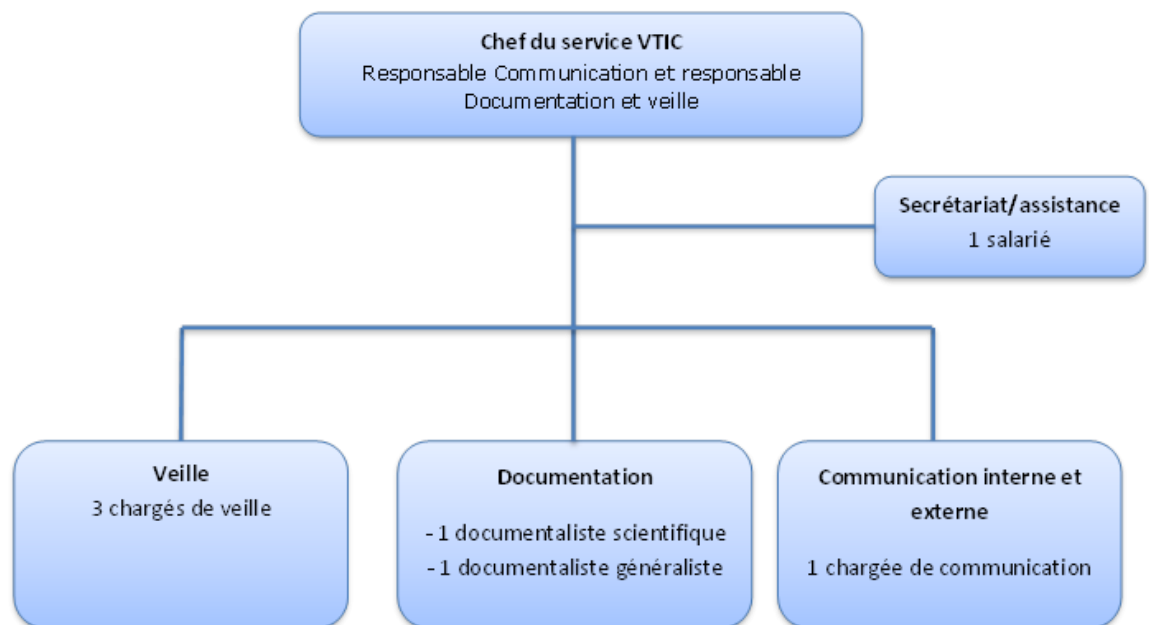 Chef du service VTIC
Responsable Communication et responsable
Documentation et veille
Secrétariat/assistance
1 salarié
Veille
3 chargés de veille
Documentation
- 1 documentaliste scientifique
- 1 documentaliste généraliste
Communication interne et
externe
1 chargée de communication